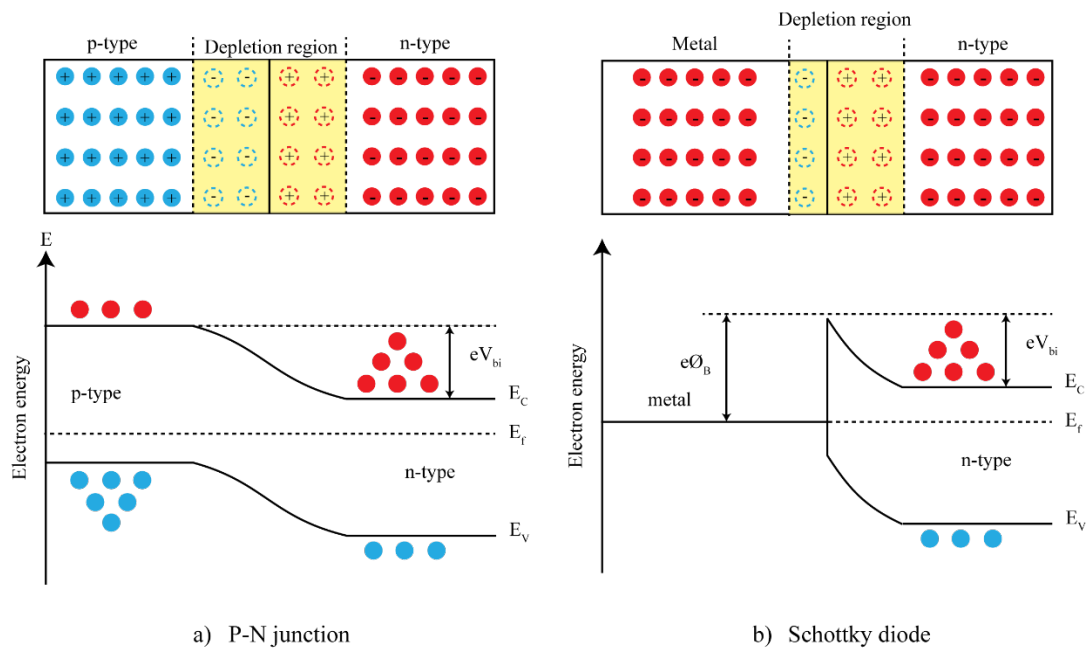 p-type
Depletion region
n-type
+ + + + + - - + + - - - - -
+ + + + + - - + + - - - - -
+ + + + + - - + + - - - - -
+ + + + + - - + + - - - - -
E
Electron energy
p-type
eV_bi
E_C
E_f
n-type
E_V
a) P-N junction
Depletion region
Metal
n-type
- - - - - - + + - - - - -
- - - - - - + + - - - - -
- - - - - - + + - - - - -
- - - - - - + + - - - - -
Electron energy
eØ_B
eV_bi
metal
E_C
E_f
n-type
E_V
b) Schottky diode